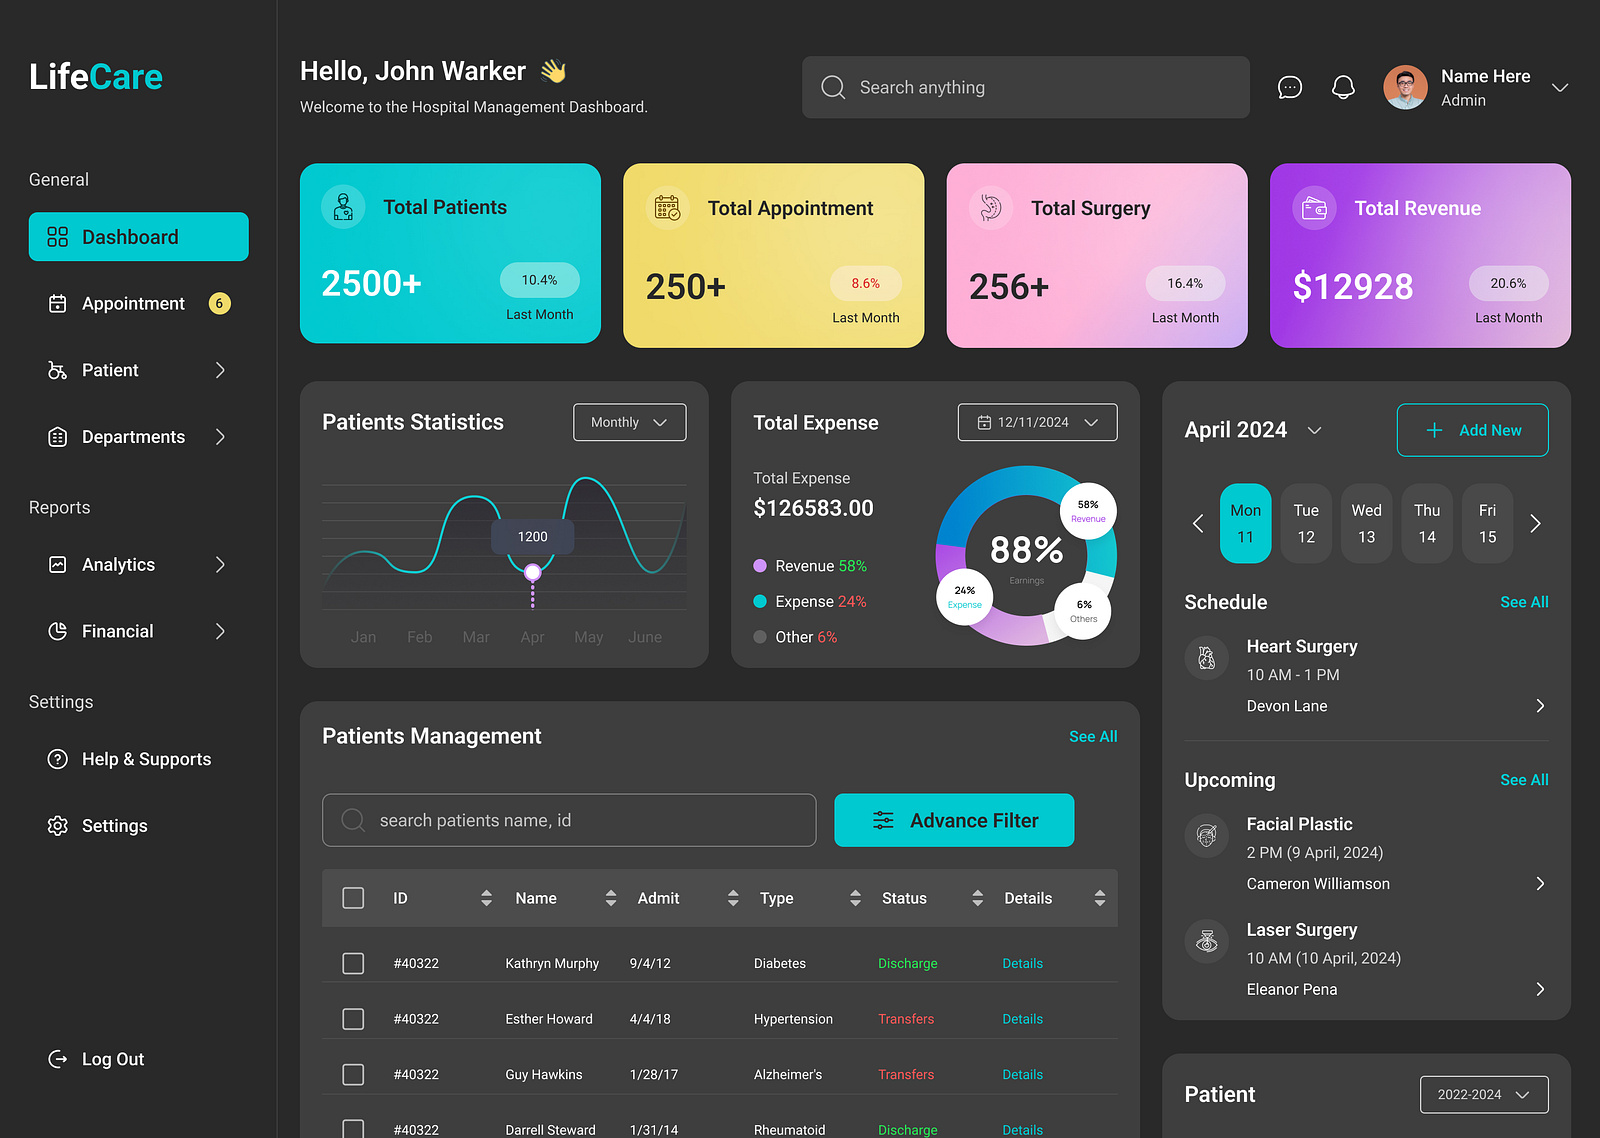 LifeCare
General
Dashboard
Appointment 6
Patient
Departments
Reports
Analytics
Financial
Settings
Help & Supports
Settings
Log Out
Hello, John Warker 👋
Welcome to the Hospital Management Dashboard.
Search anything
Name Here
Admin
Total Patients
2500+
10.4%
Last Month
Total Appointment
250+
8.6%
Last Month
Total Surgery
256+
16.4%
Last Month
Total Revenue
$12928
20.6%
Last Month
Patients Statistics
Monthly
1200
Jan Feb Mar Apr May June
Total Expense
12/11/2024
Total Expense
$126583.00
Revenue 58%
Expense 24%
Other 6%
58%
Revenue
88%
Earnings
24%
Expense
6%
Others
April 2024
+ Add New
Mon Tue Wed Thu Fri
11 12 13 14 15
Schedule See All
Heart Surgery
10 AM - 1 PM
Devon Lane
Upcoming See All
Facial Plastic
2 PM (9 April, 2024)
Cameron Williamson
Laser Surgery
10 AM (10 April, 2024)
Eleanor Pena
Patients Management See All
search patients name, id
Advance Filter
ID Name Admit Type Status Details
#40322 Kathryn Murphy 9/4/12 Diabetes Discharge Details
#40322 Esther Howard 4/4/18 Hypertension Transfers Details
#40322 Guy Hawkins 1/28/17 Alzheimer's Transfers Details
#40322 Darrell Steward 1/31/14 Rheumatoid Discharge Details
Patient
2022-2024